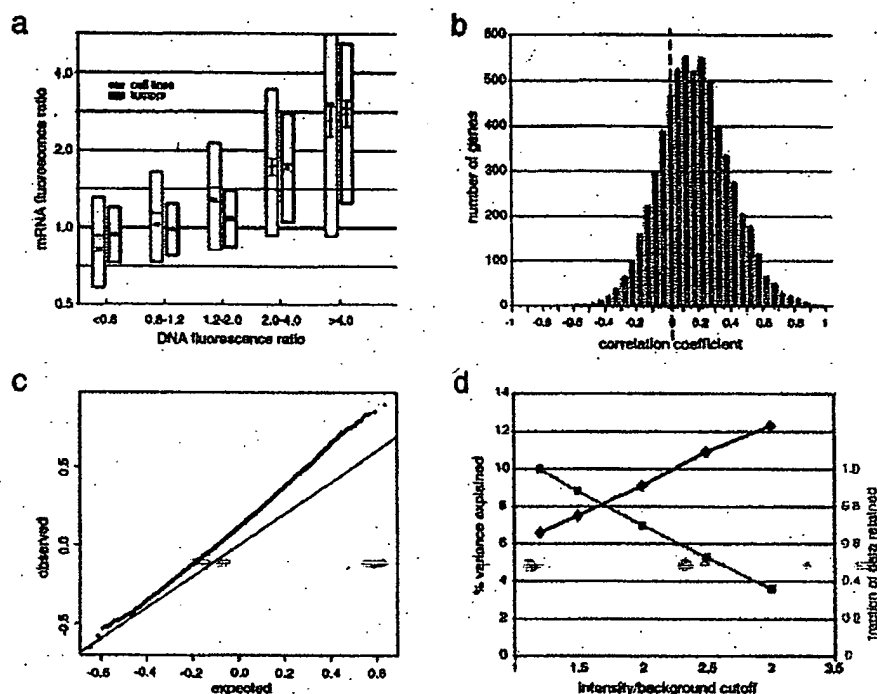 a
mRNA fluorescence ratio
4.0
2.0
1.0
0.5
cell lines
tumors
<0.8 0.8-1.2 1.2-2.0 2.0-4.0 >4.0
DNA fluorescence ratio
b
number of genes
600
500
400
300
200
100
0
-1 -0.8 -0.6 -0.4 -0.2 0 0.2 0.4 0.6 0.8 1
correlation coefficient
c
observed
0.5
0.0
-0.5
-0.6 -0.4 -0.2 0.0 0.2 0.4 0.6
expected
d
% variance explained
14
12
10
8
6
4
2
0
1 1.5 2 2.5 3 3.5
intensity/background cutoff
1.0
0.8
0.6
0.4
0.2
0
fraction of data retained